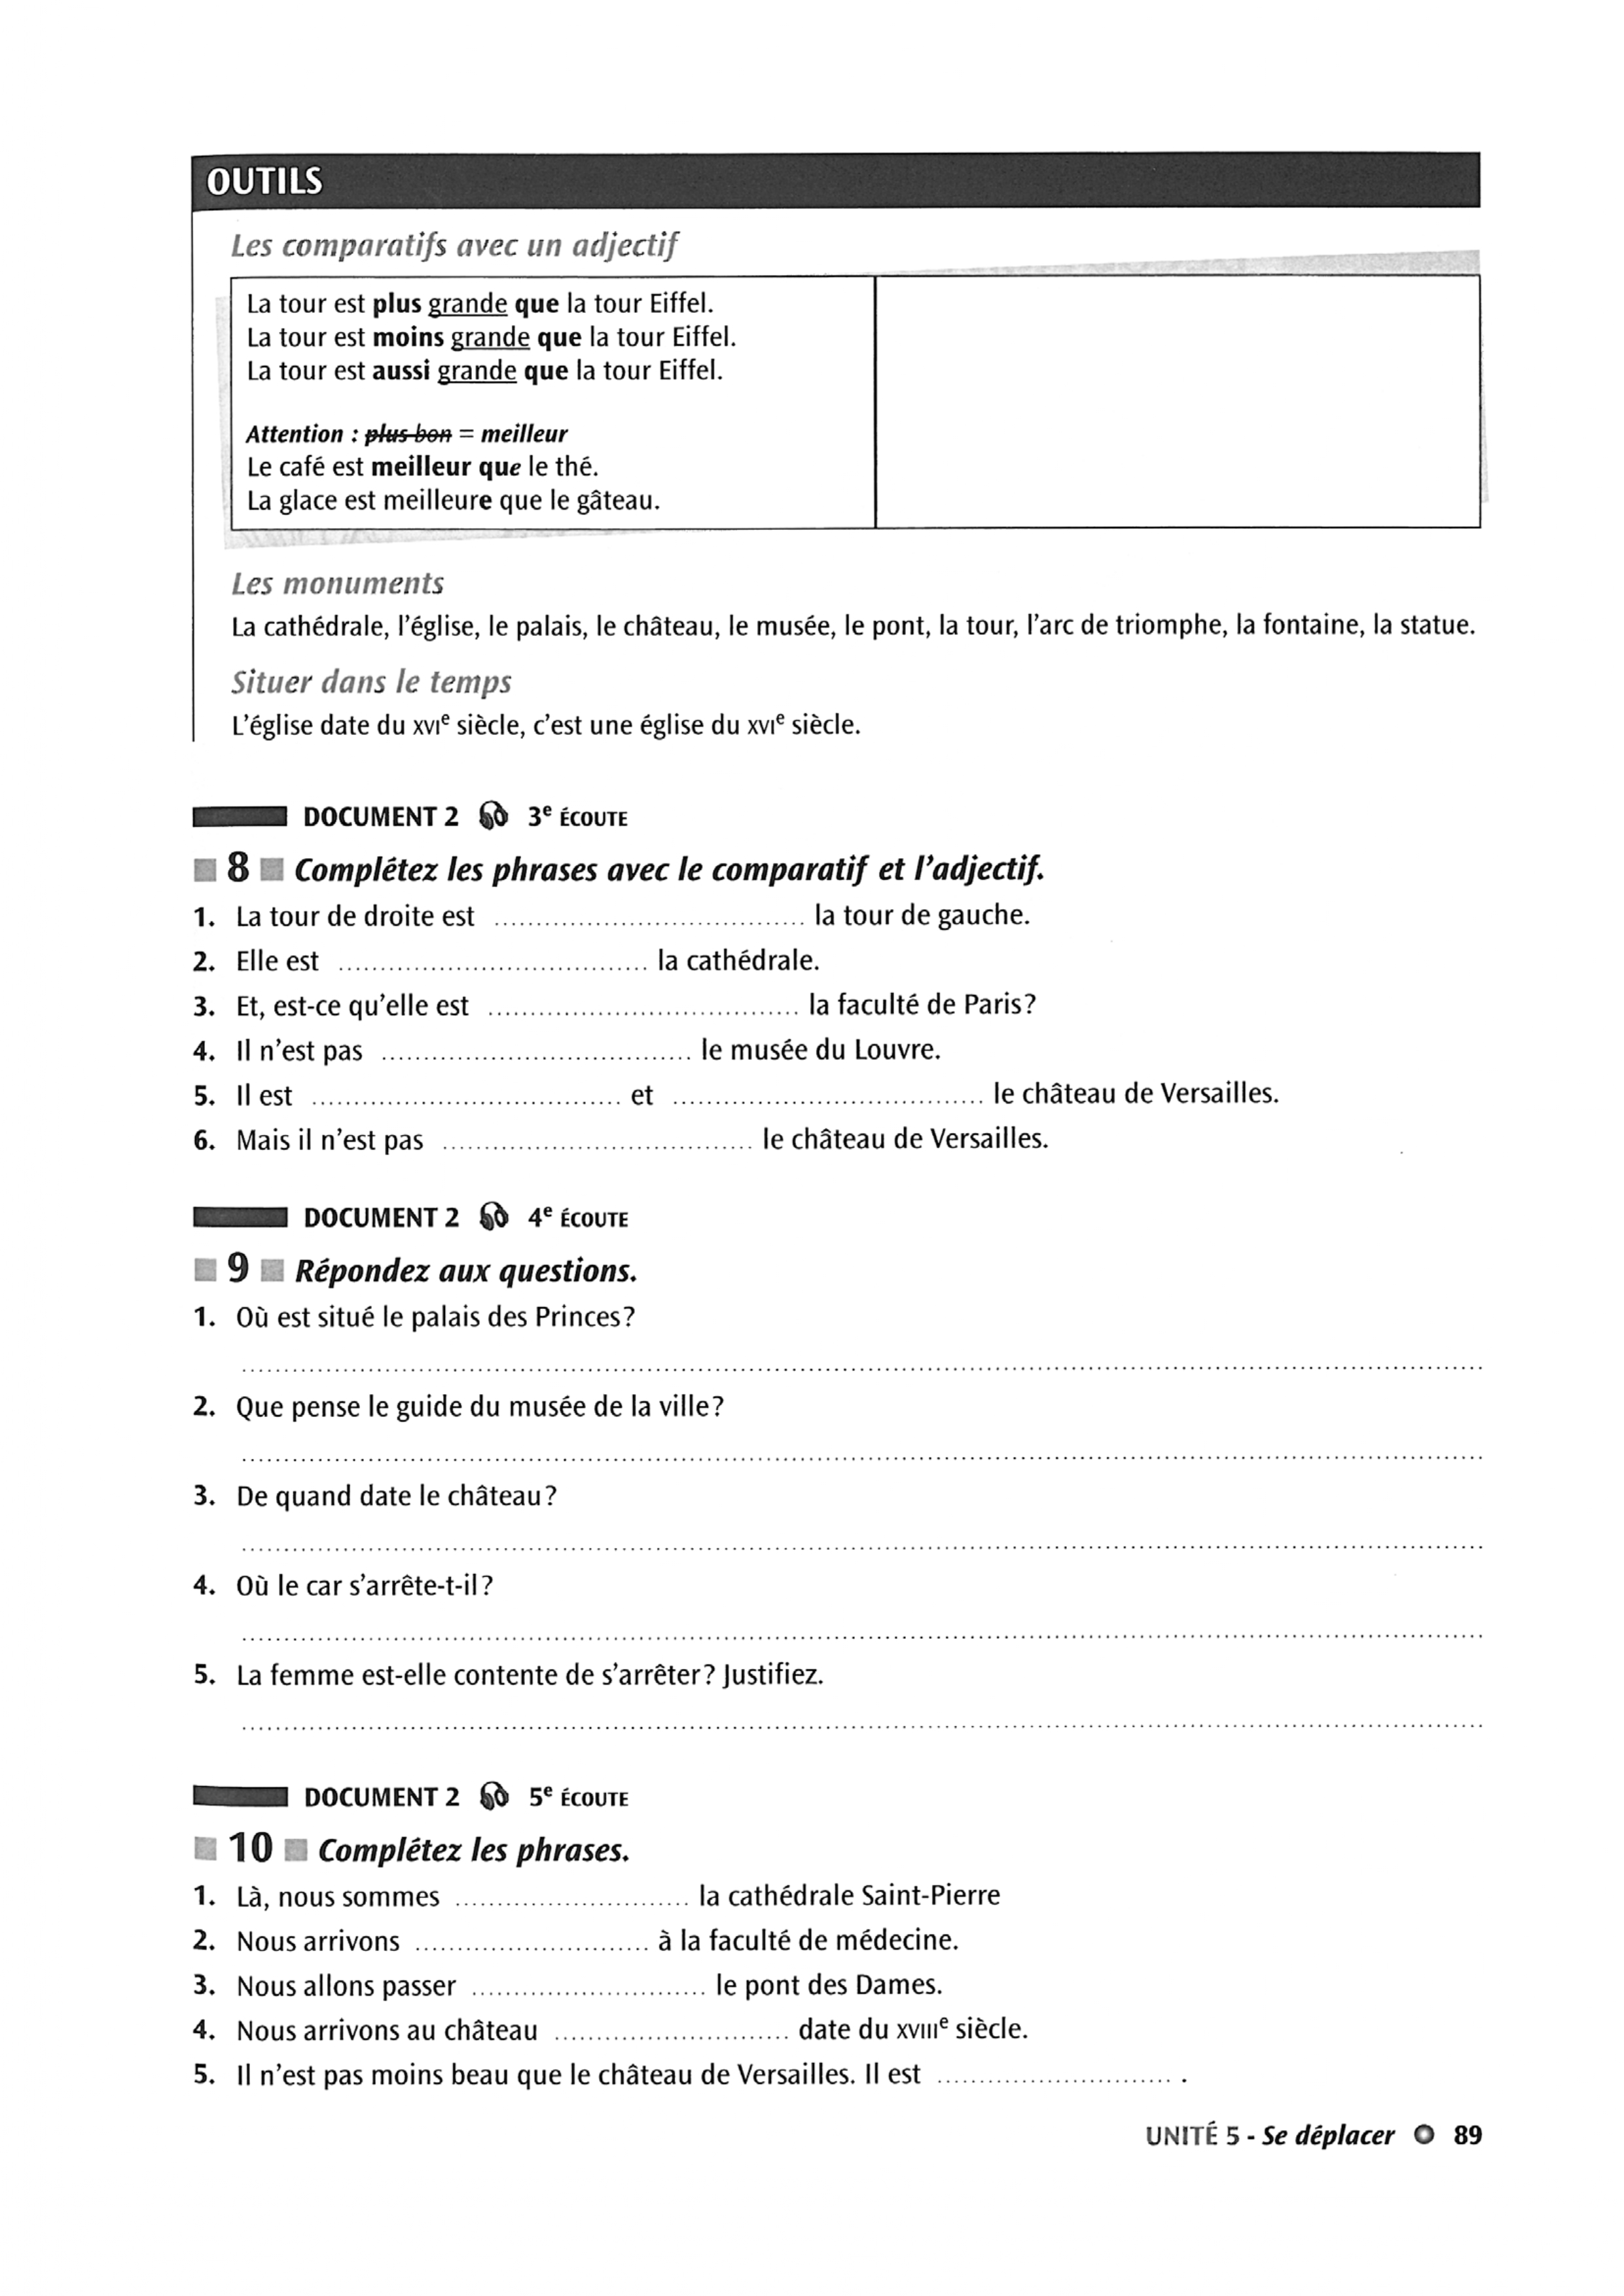 OUTILS
Les comparatifs avec un adjectif
La tour est plus grande que la tour Eiffel.
La tour est moins grande que la tour Eiffel.
La tour est aussi grande que la tour Eiffel.
Attention : plus bon = meilleur
Le café est meilleur que le thé.
La glace est meilleure que le gâteau.
Les monuments
La cathédrale, l'église, le palais, le château, le musée, le pont, la tour, l'arc de triomphe, la fontaine, la statue.
Situer dans le temps
L'église date du XVIe siècle, c'est une église du XVIe siècle.
DOCUMENT 2 3e ÉCOUTE
8 Complétez les phrases avec le comparatif et l'adjectif.
1. La tour de droite est ..................................... la tour de gauche.
2. Elle est ..................................... la cathédrale.
3. Et, est-ce qu'elle est ..................................... la faculté de Paris?
4. Il n'est pas ..................................... le musée du Louvre.
5. Il est ..................................... et ..................................... le château de Versailles.
6. Mais il n'est pas ..................................... le château de Versailles.
DOCUMENT 2 4e ÉCOUTE
9 Répondez aux questions.
1. Où est situé le palais des Princes?
2. Que pense le guide du musée de la ville?
3. De quand date le château?
4. Où le car s'arrête-t-il?
5. La femme est-elle contente de s'arrêter? Justifiez.
DOCUMENT 2 5e ÉCOUTE
10 Complétez les phrases.
1. Là, nous sommes ............................ la cathédrale Saint-Pierre
2. Nous arrivons ............................ à la faculté de médecine.
3. Nous allons passer ............................ le pont des Dames.
4. Nous arrivons au château ............................ date du XVIIIe siècle.
5. Il n'est pas moins beau que le château de Versailles. Il est ............................ .
UNITÉ 5 - Se déplacer 89